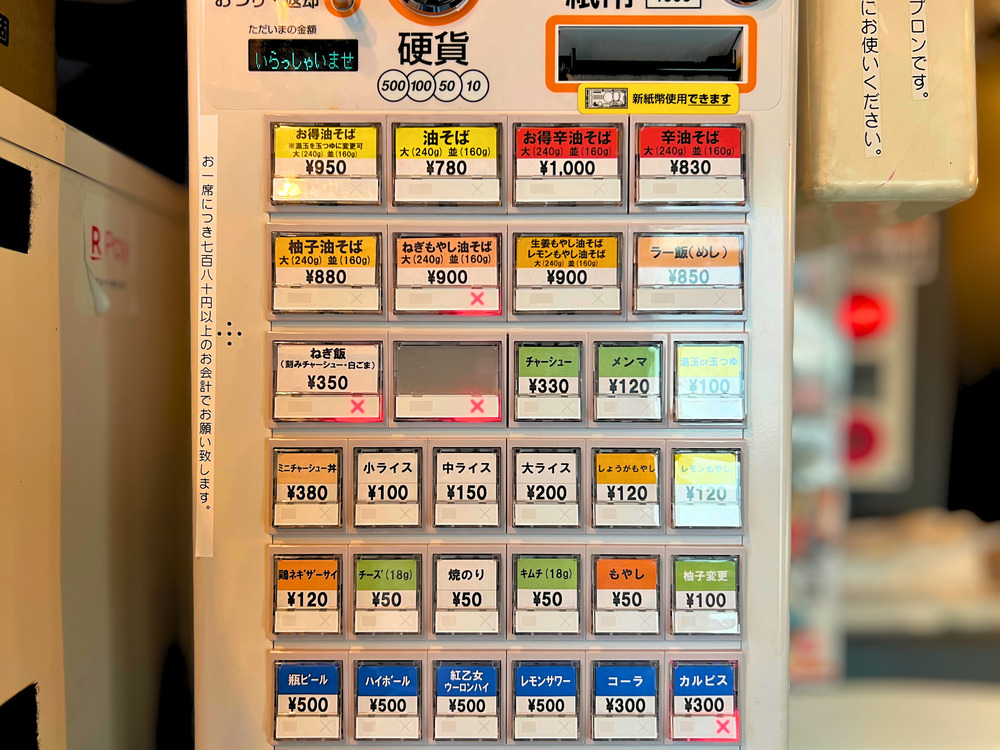 おつり・返却
紙幣
1000
ただいまの金額
いらっしゃいませ
硬貨
500 100 50 10
新紙幣使用できます
プロンです。
にお使いください。
お一席につき七百八十円以上のお会計でお願い致します。
お得油そば
※温玉を玉つゆに変更可
大(240g) 並(160g)
¥950
油そば
大(240g) 並(160g)
¥780
お得辛油そば
大(240g) 並(160g)
¥1,000
辛油そば
大(240g) 並(160g)
¥830
柚子油そば
大(240g) 並(160g)
¥880
ねぎもやし油そば
大(240g) 並(160g)
¥900
生姜もやし油そば
レモンもやし油そば
大(240g) 並(160g)
¥900
ラー飯(めし)
¥850
ねぎ飯
(刻みチャーシュー・白ごま)
¥350
チャーシュー
¥330
メンマ
¥120
温玉or玉つゆ
¥100
ミニチャーシュー丼
¥380
小ライス
¥100
中ライス
¥150
大ライス
¥200
しょうがもやし
¥120
レモンもやし
¥120
鶏ネギザーサイ
¥120
チーズ(18g)
¥50
焼のり
¥50
キムチ(18g)
¥50
もやし
¥50
柚子変更
¥100
瓶ビール
¥500
ハイボール
¥500
紅乙女
ウーロンハイ
¥500
レモンサワー
¥500
コーラ
¥300
カルピス
¥300